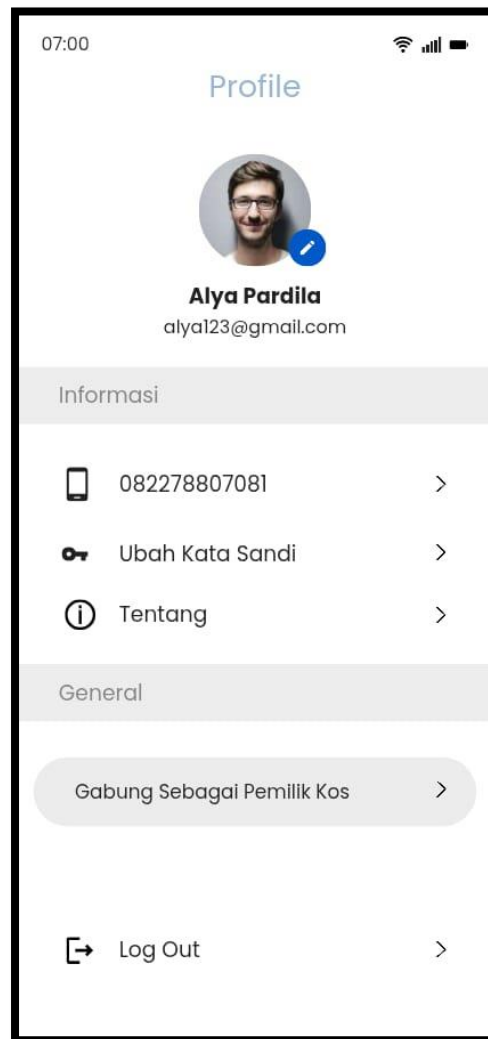 07:00
Profile
Alya Pardila
alya123@gmail.com
Informasi
082278807081
Ubah Kata Sandi
Tentang
General
Gabung Sebagai Pemilik Kos
Log Out